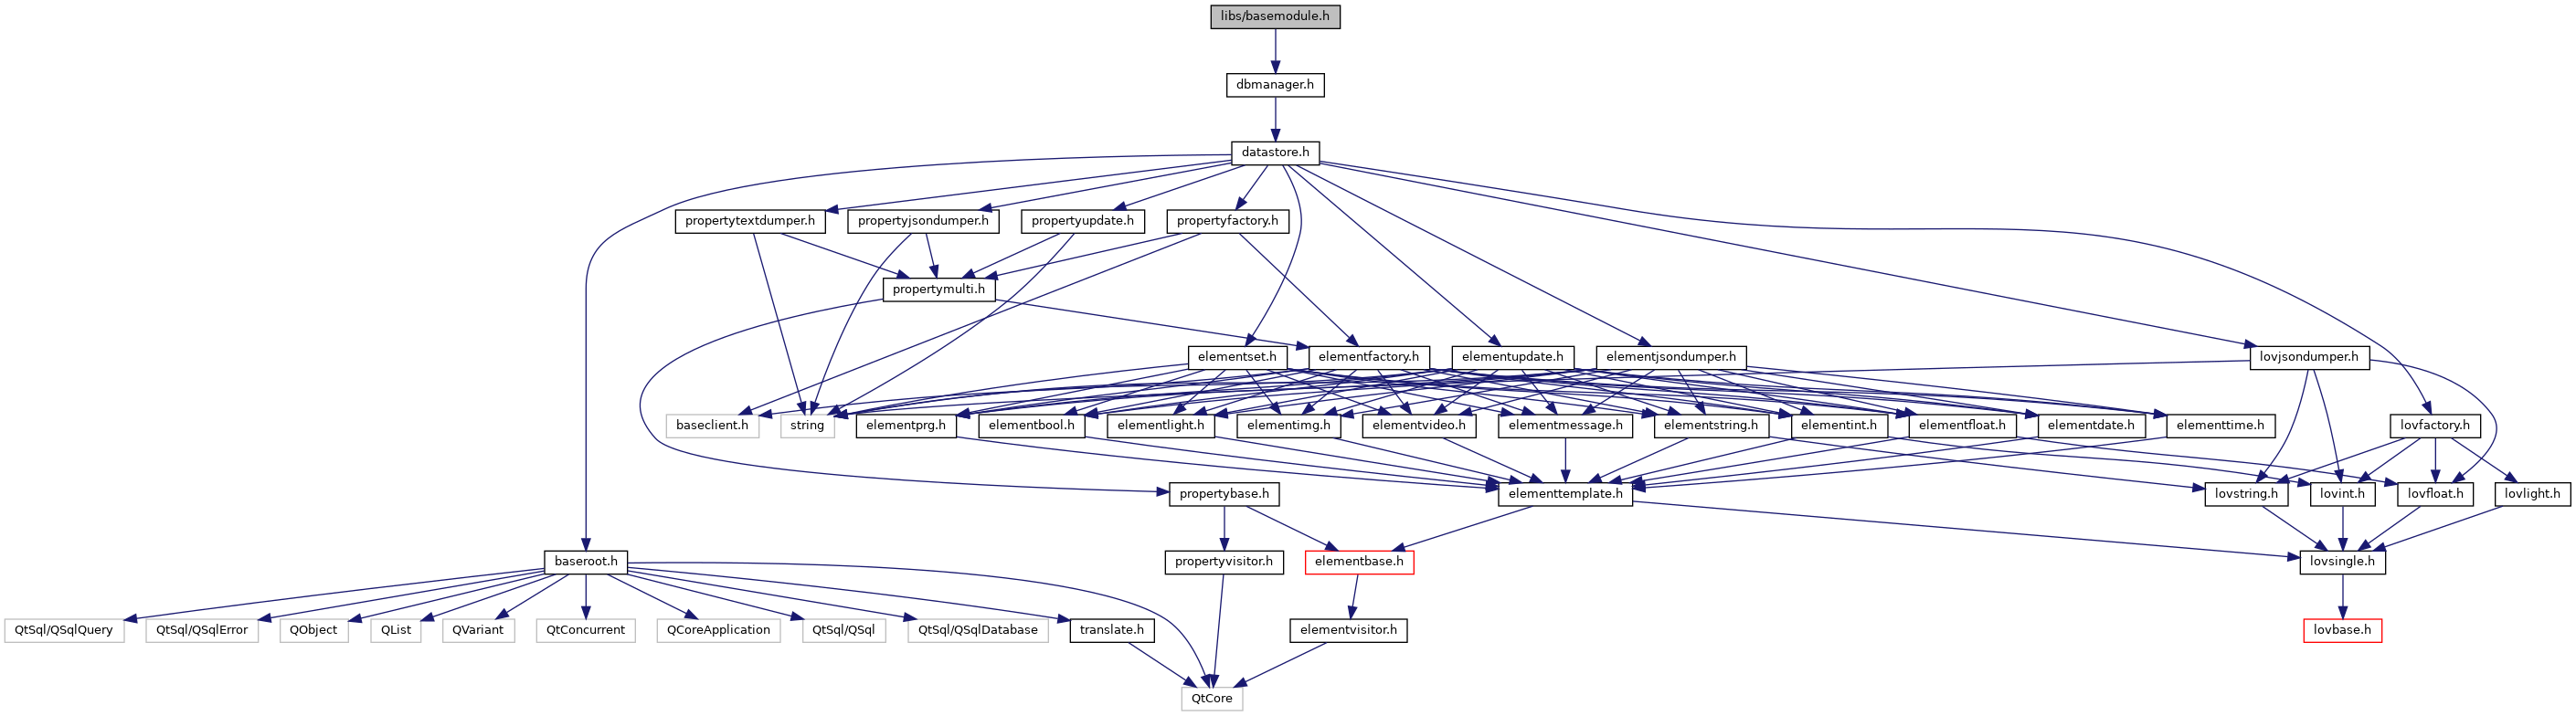 libs/basemodule.h
dbmanager.h
datastore.h
propertytextdumper.h
propertyjsondumper.h
propertyupdate.h
propertyfactory.h
propertymulti.h
elementset.h
elementfactory.h
elementupdate.h
elementjsondumper.h
lovjsondumper.h
baseclient.h
string
elementprg.h
elementbool.h
elementlight.h
elementimg.h
elementvideo.h
elementmessage.h
elementstring.h
elementint.h
elementfloat.h
elementdate.h
elementtime.h
lovfactory.h
propertybase.h
elementtemplate.h
lovstring.h
lovint.h
lovfloat.h
lovlight.h
baseroot.h
propertyvisitor.h
elementbase.h
lovsingle.h
QtSql/QSqlQuery
QtSql/QSqlError
QObject
QList
QVariant
QtConcurrent
QCoreApplication
QtSql/QSql
QtSql/QSqlDatabase
translate.h
elementvisitor.h
lovbase.h
QtCore